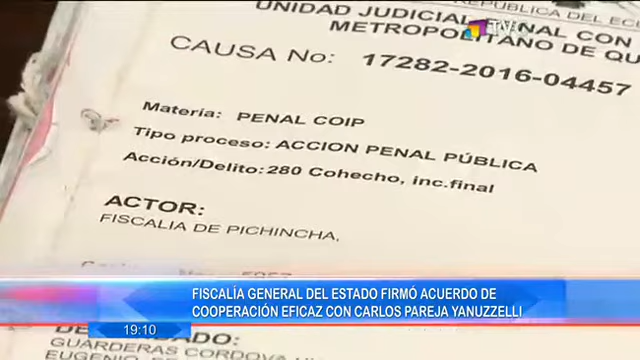 REPÚBLICA DEL
UNIDAD JUDICIAL PENAL CON
METROPOLITANO DE
CAUSA No: 17282-2016-04457
Materia: PENAL COIP
Tipo proceso: ACCION PENAL PÚBLICA
Acción/Delito: 280 Cohecho, inc.final
ACTOR:
FISCALIA DE PICHINCHA,
FISCALÍA GENERAL DEL ESTADO FIRMÓ ACUERDO DE
COOPERACIÓN EFICAZ CON CARLOS PAREJA YANUZZELLI
19:10
GUARDERAS CORDOVA
EUGENIO